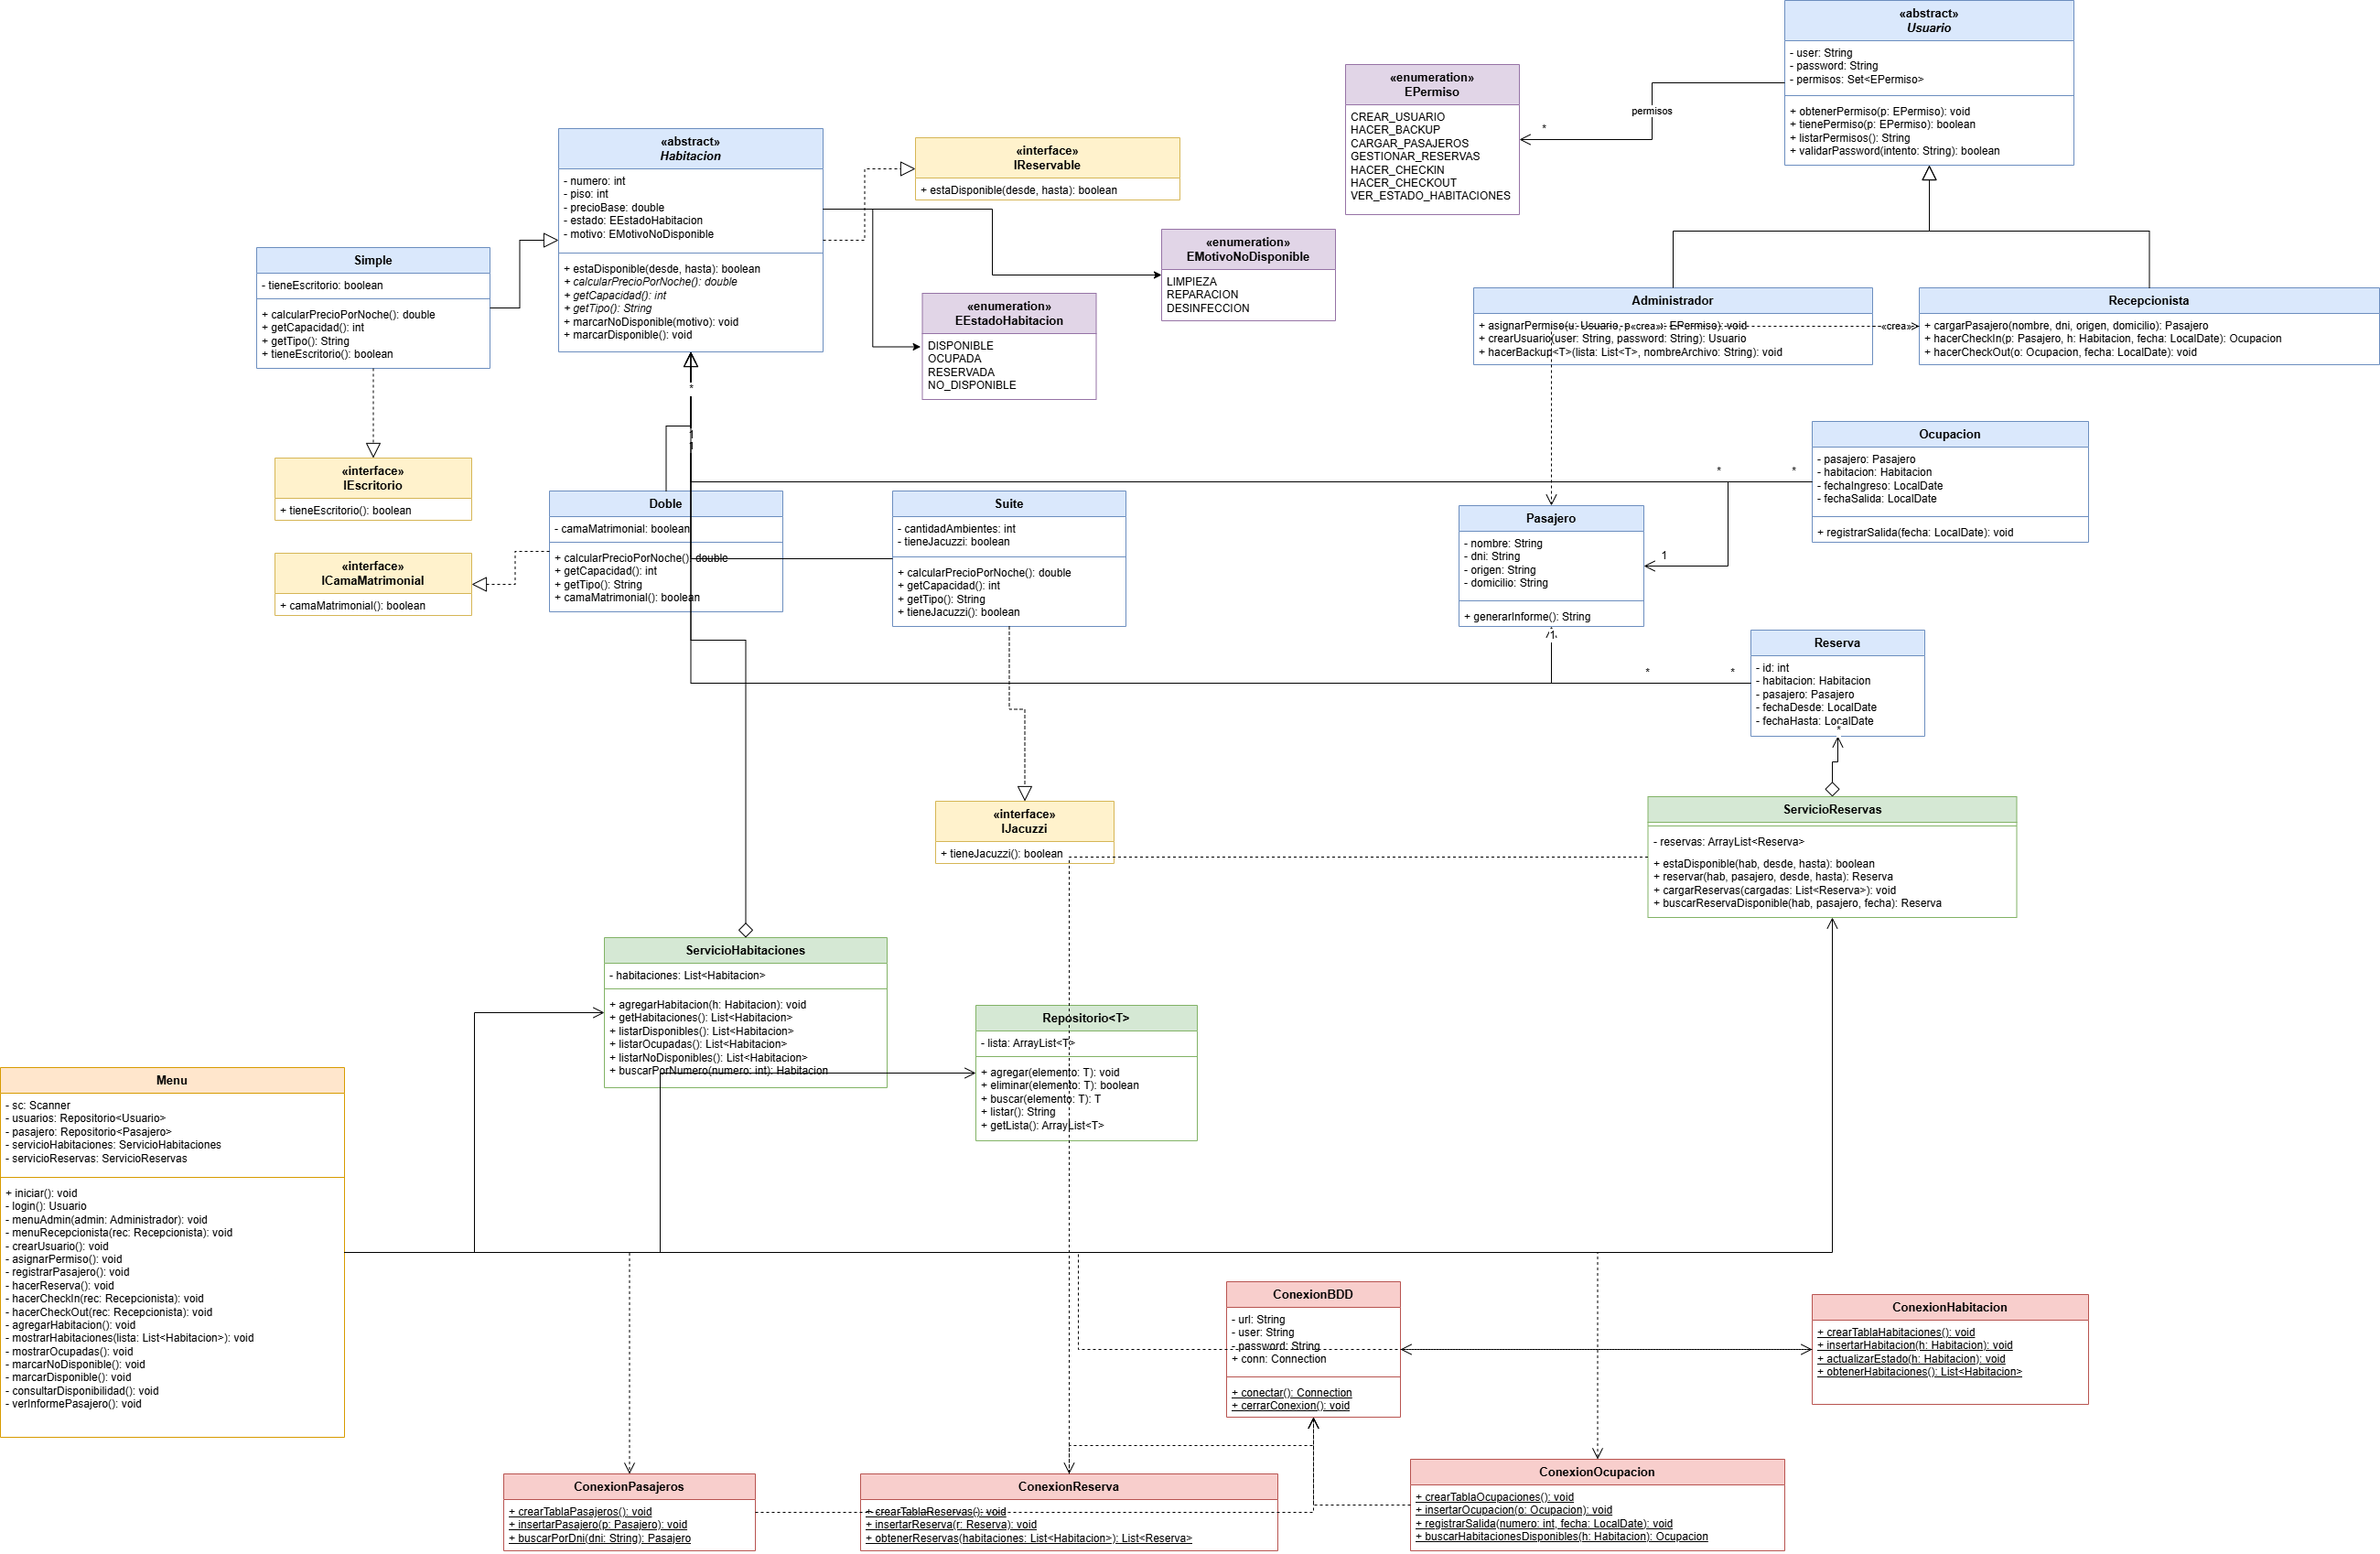 «abstract»
Usuario
- user: String
- password: String
- permisos: Set<EPermiso>
+ obtenerPermiso(p: EPermiso): void
+ tienePermiso(p: EPermiso): boolean
+ listarPermisos(): String
+ validarPassword(intento: String): boolean
permisos
*
«enumeration»
EPermiso
CREAR_USUARIO
HACER_BACKUP
CARGAR_PASAJEROS
GESTIONAR_RESERVAS
HACER_CHECKIN
HACER_CHECKOUT
VER_ESTADO_HABITACIONES
«abstract»
Habitacion
- numero: int
- piso: int
- precioBase: double
- estado: EEstadoHabitacion
- motivo: EMotivoNoDisponible
+ estaDisponible(desde, hasta): boolean
+ calcularPrecioPorNoche(): double
+ getCapacidad(): int
+ getTipo(): String
+ marcarNoDisponible(motivo): void
+ marcarDisponible(): void
«interface»
IReservable
+ estaDisponible(desde, hasta): boolean
«enumeration»
EMotivoNoDisponible
LIMPIEZA
REPARACION
DESINFECCION
«enumeration»
EEstadoHabitacion
DISPONIBLE
OCUPADA
RESERVADA
NO_DISPONIBLE
Simple
- tieneEscritorio: boolean
+ calcularPrecioPorNoche(): double
+ getCapacidad(): int
+ getTipo(): String
+ tieneEscritorio(): boolean
Administrador
+ asignarPermiso(u: Usuario, p: EPermiso): void
«crea»
+ crearUsuario(user: String, password: String): Usuario
+ hacerBackup<T>(lista: List<T>, nombreArchivo: String): void
«crea»
Recepcionista
+ cargarPasajero(nombre, dni, origen, domicilio): Pasajero
+ hacerCheckIn(p: Pasajero, h: Habitacion, fecha: LocalDate): Ocupacion
+ hacerCheckOut(o: Ocupacion, fecha: LocalDate): void
*
1
1
«interface»
IEscritorio
+ tieneEscritorio(): boolean
«interface»
ICamaMatrimonial
+ camaMatrimonial(): boolean
Doble
- camaMatrimonial: boolean
+ calcularPrecioPorNoche(): double
+ getCapacidad(): int
+ getTipo(): String
+ camaMatrimonial(): boolean
Suite
- cantidadAmbientes: int
- tieneJacuzzi: boolean
+ calcularPrecioPorNoche(): double
+ getCapacidad(): int
+ getTipo(): String
+ tieneJacuzzi(): boolean
Ocupacion
- pasajero: Pasajero
- habitacion: Habitacion
- fechaIngreso: LocalDate
- fechaSalida: LocalDate
+ registrarSalida(fecha: LocalDate): void
*
*
1
Pasajero
- nombre: String
- dni: String
- origen: String
- domicilio: String
+ generarInforme(): String
1
*
*
Reserva
- id: int
- habitacion: Habitacion
- pasajero: Pasajero
- fechaDesde: LocalDate
- fechaHasta: LocalDate
*
«interface»
IJacuzzi
+ tieneJacuzzi(): boolean
ServicioReservas
- reservas: ArrayList<Reserva>
+ estaDisponible(hab, desde, hasta): boolean
+ reservar(hab, pasajero, desde, hasta): Reserva
+ cargarReservas(cargadas: List<Reserva>): void
+ buscarReservaDisponible(hab, pasajero, fecha): Reserva
ServicioHabitaciones
- habitaciones: List<Habitacion>
+ agregarHabitacion(h: Habitacion): void
+ getHabitaciones(): List<Habitacion>
+ listarDisponibles(): List<Habitacion>
+ listarOcupadas(): List<Habitacion>
+ listarNoDisponibles(): List<Habitacion>
+ buscarPorNumero(numero: int): Habitacion
Repositorio<T>
- lista: ArrayList<T>
+ agregar(elemento: T): void
+ eliminar(elemento: T): boolean
+ buscar(elemento: T): T
+ listar(): String
+ getLista(): ArrayList<T>
Menu
- sc: Scanner
- usuarios: Repositorio<Usuario>
- pasajero: Repositorio<Pasajero>
- servicioHabitaciones: ServicioHabitaciones
- servicioReservas: ServicioReservas
+ iniciar(): void
- login(): Usuario
- menuAdmin(admin: Administrador): void
- menuRecepcionista(rec: Recepcionista): void
- crearUsuario(): void
- asignarPermiso(): void
- registrarPasajero(): void
- hacerReserva(): void
- hacerCheckIn(rec: Recepcionista): void
- hacerCheckOut(rec: Recepcionista): void
- agregarHabitacion(): void
- mostrarHabitaciones(lista: List<Habitacion>): void
- mostrarOcupadas(): void
- marcarNoDisponible(): void
- marcarDisponible(): void
- consultarDisponibilidad(): void
- verInformePasajero(): void
ConexionBDD
- url: String
- user: String
- password: String
+ conn: Connection
+ conectar(): Connection
+ cerrarConexion(): void
ConexionHabitacion
+ crearTablaHabitaciones(): void
+ insertarHabitacion(h: Habitacion): void
+ actualizarEstado(h: Habitacion): void
+ obtenerHabitaciones(): List<Habitacion>
ConexionPasajeros
+ crearTablaPasajeros(): void
+ insertarPasajero(p: Pasajero): void
+ buscarPorDni(dni: String): Pasajero
ConexionReserva
+ crearTablaReservas(): void
+ insertarReserva(r: Reserva): void
+ obtenerReservas(habitaciones: List<Habitacion>): List<Reserva>
ConexionOcupacion
+ crearTablaOcupaciones(): void
+ insertarOcupacion(o: Ocupacion): void
+ registrarSalida(numero: int, fecha: LocalDate): void
+ buscarHabitacionesDisponibles(h: Habitacion): Ocupacion